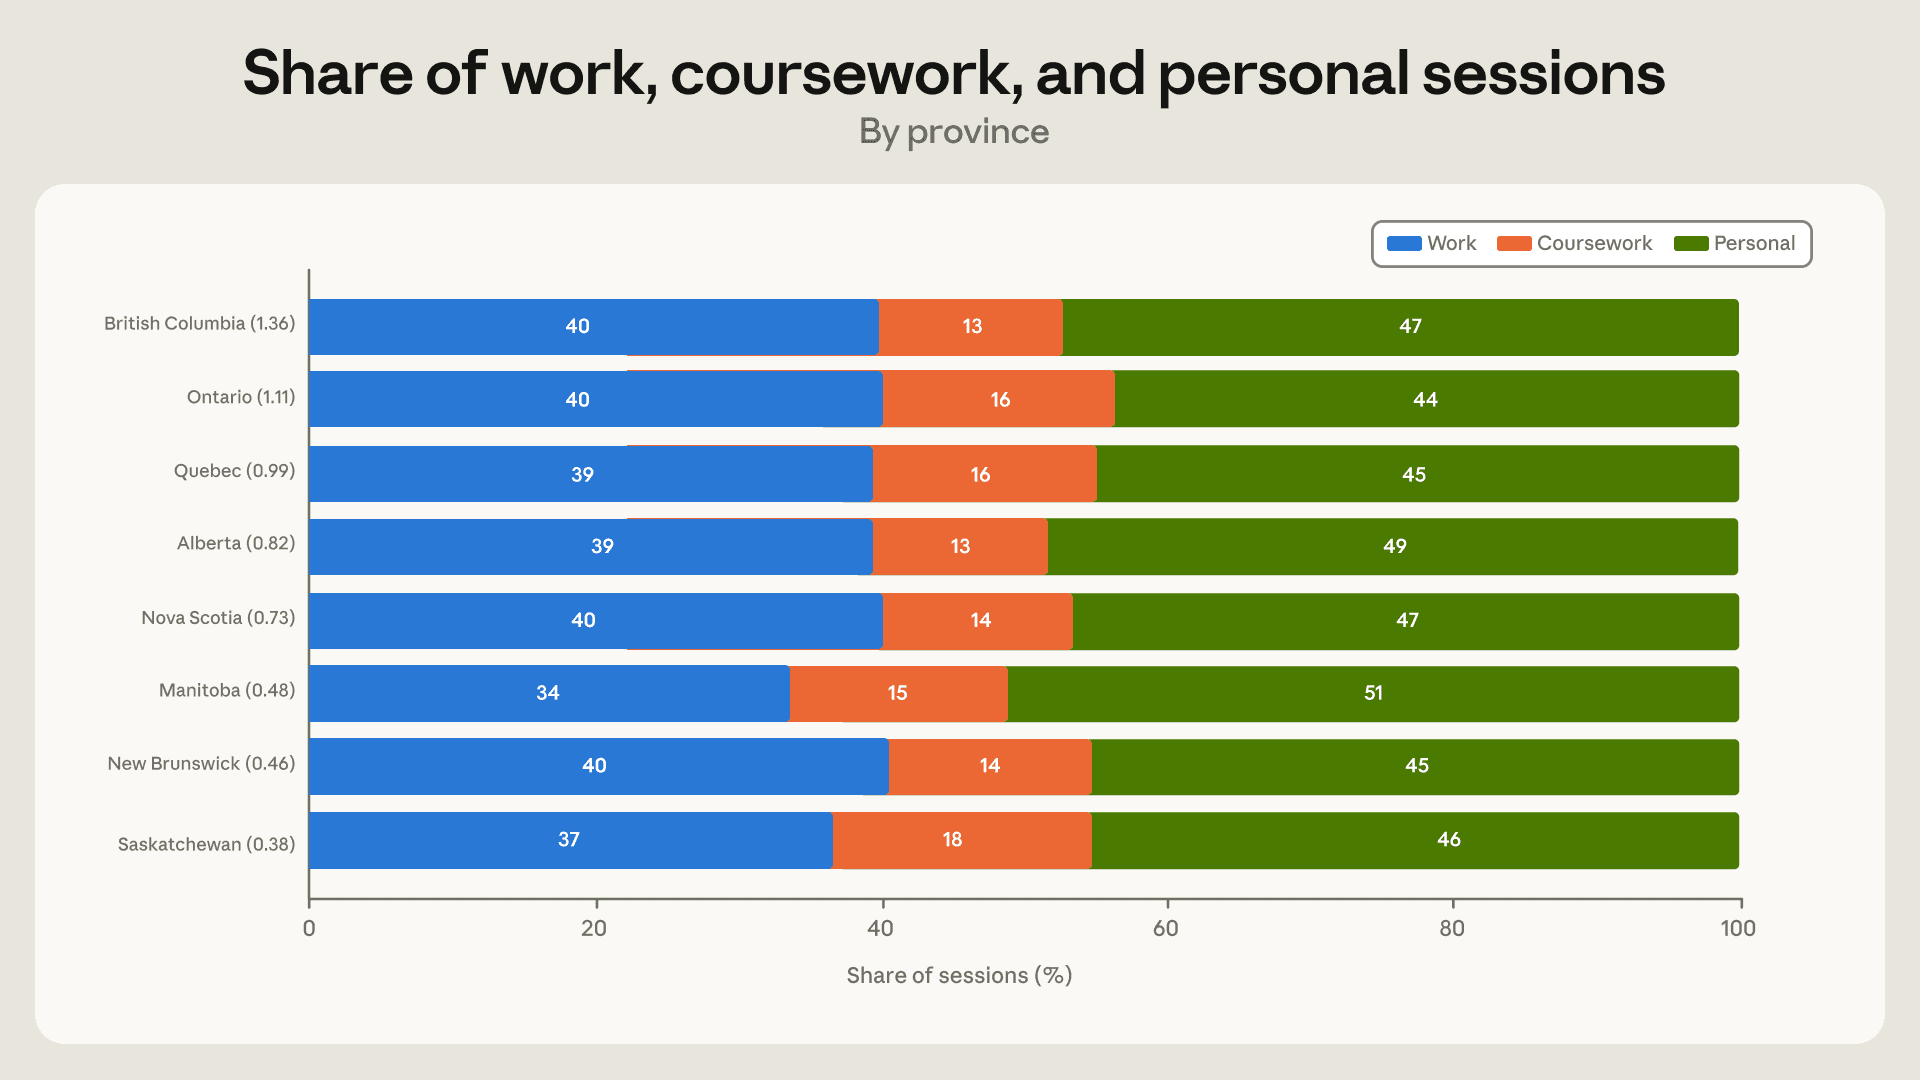 Share of work, coursework, and personal sessions
By province
Work Coursework Personal
British Columbia (1.36) 40 13 47
Ontario (1.11) 40 16 44
Quebec (0.99) 39 16 45
Alberta (0.82) 39 13 49
Nova Scotia (0.73) 40 14 47
Manitoba (0.48) 34 15 51
New Brunswick (0.46) 40 14 45
Saskatchewan (0.38) 37 18 46
0 20 40 60 80 100
Share of sessions (%)